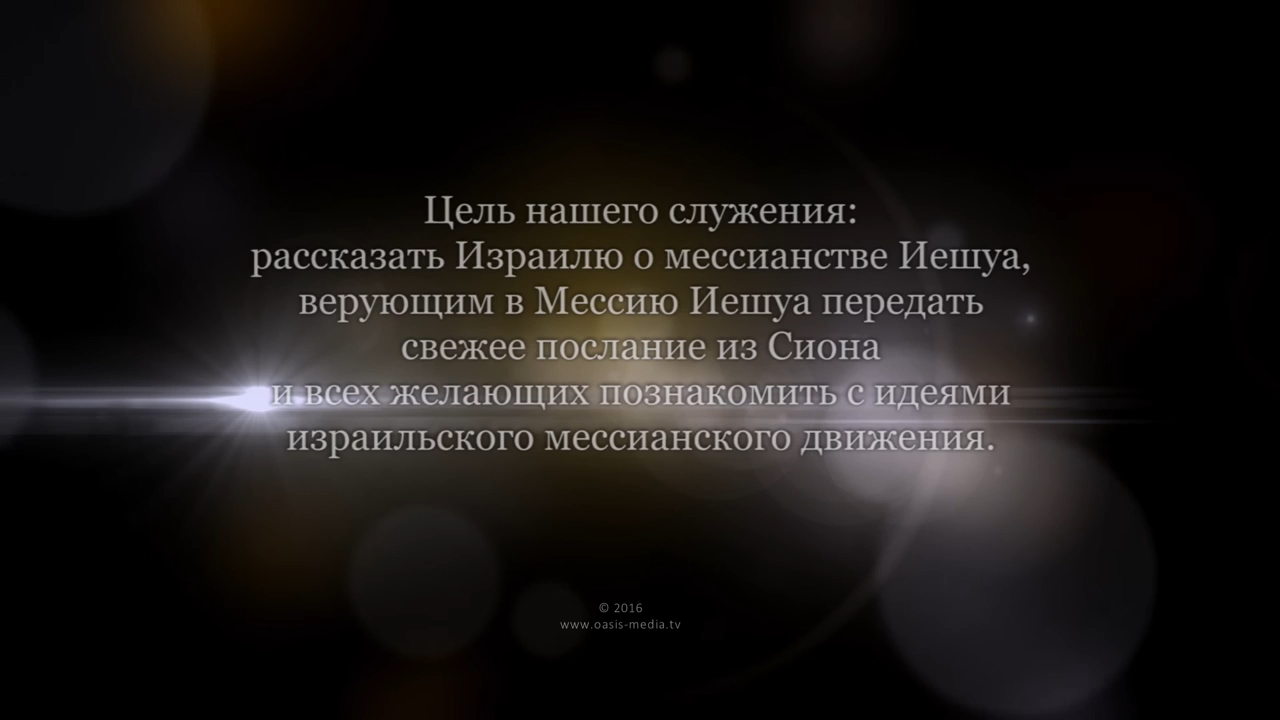 Цель нашего служения:
рассказать Израилю о мессианстве Иешуа,
верующим в Мессию Иешуа передать
свежее послание из Сиона
и всех желающих познакомить с идеями
израильского мессианского движения.
© 2016
www.oasis-media.tv